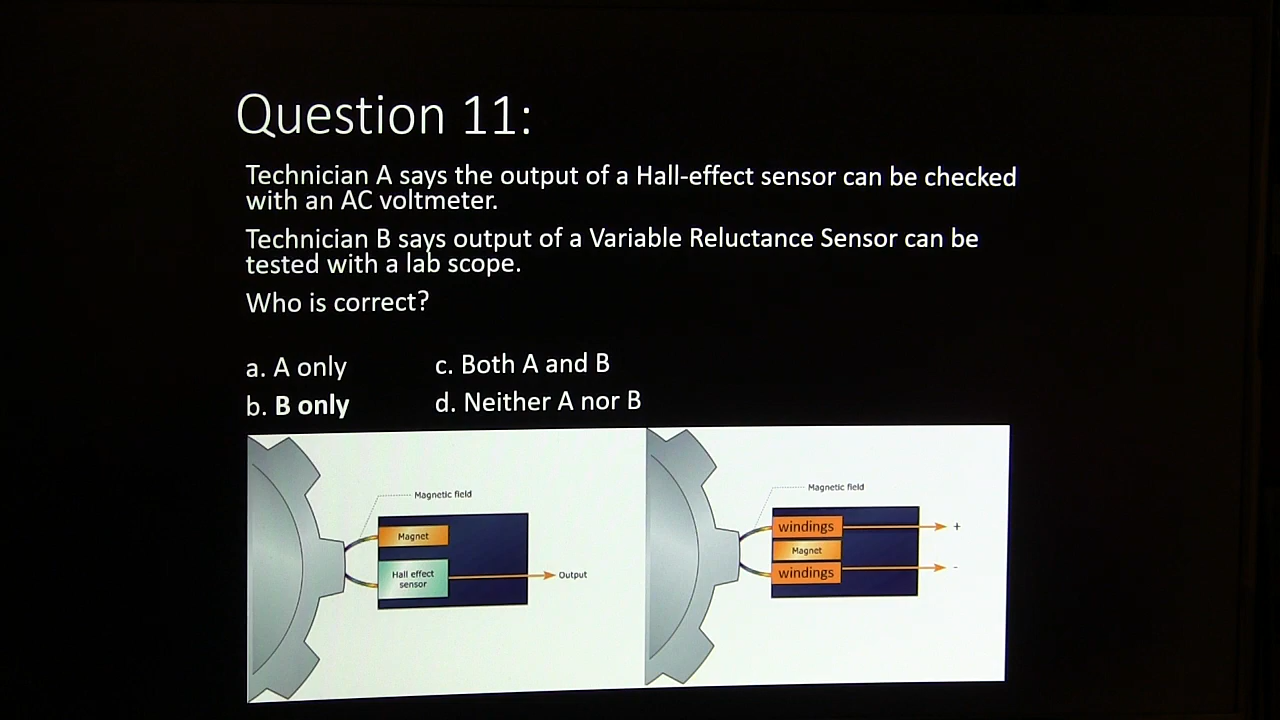 Question 11:
Technician A says the output of a Hall-effect sensor can be checked
with an AC voltmeter.
Technician B says output of a Variable Reluctance Sensor can be
tested with a lab scope.
Who is correct?
a. A only
b. B only
c. Both A and B
d. Neither A nor B
Magnetic field
Magnet
Hall effect
sensor
Output
Magnetic field
windings
+
Magnet
windings
-